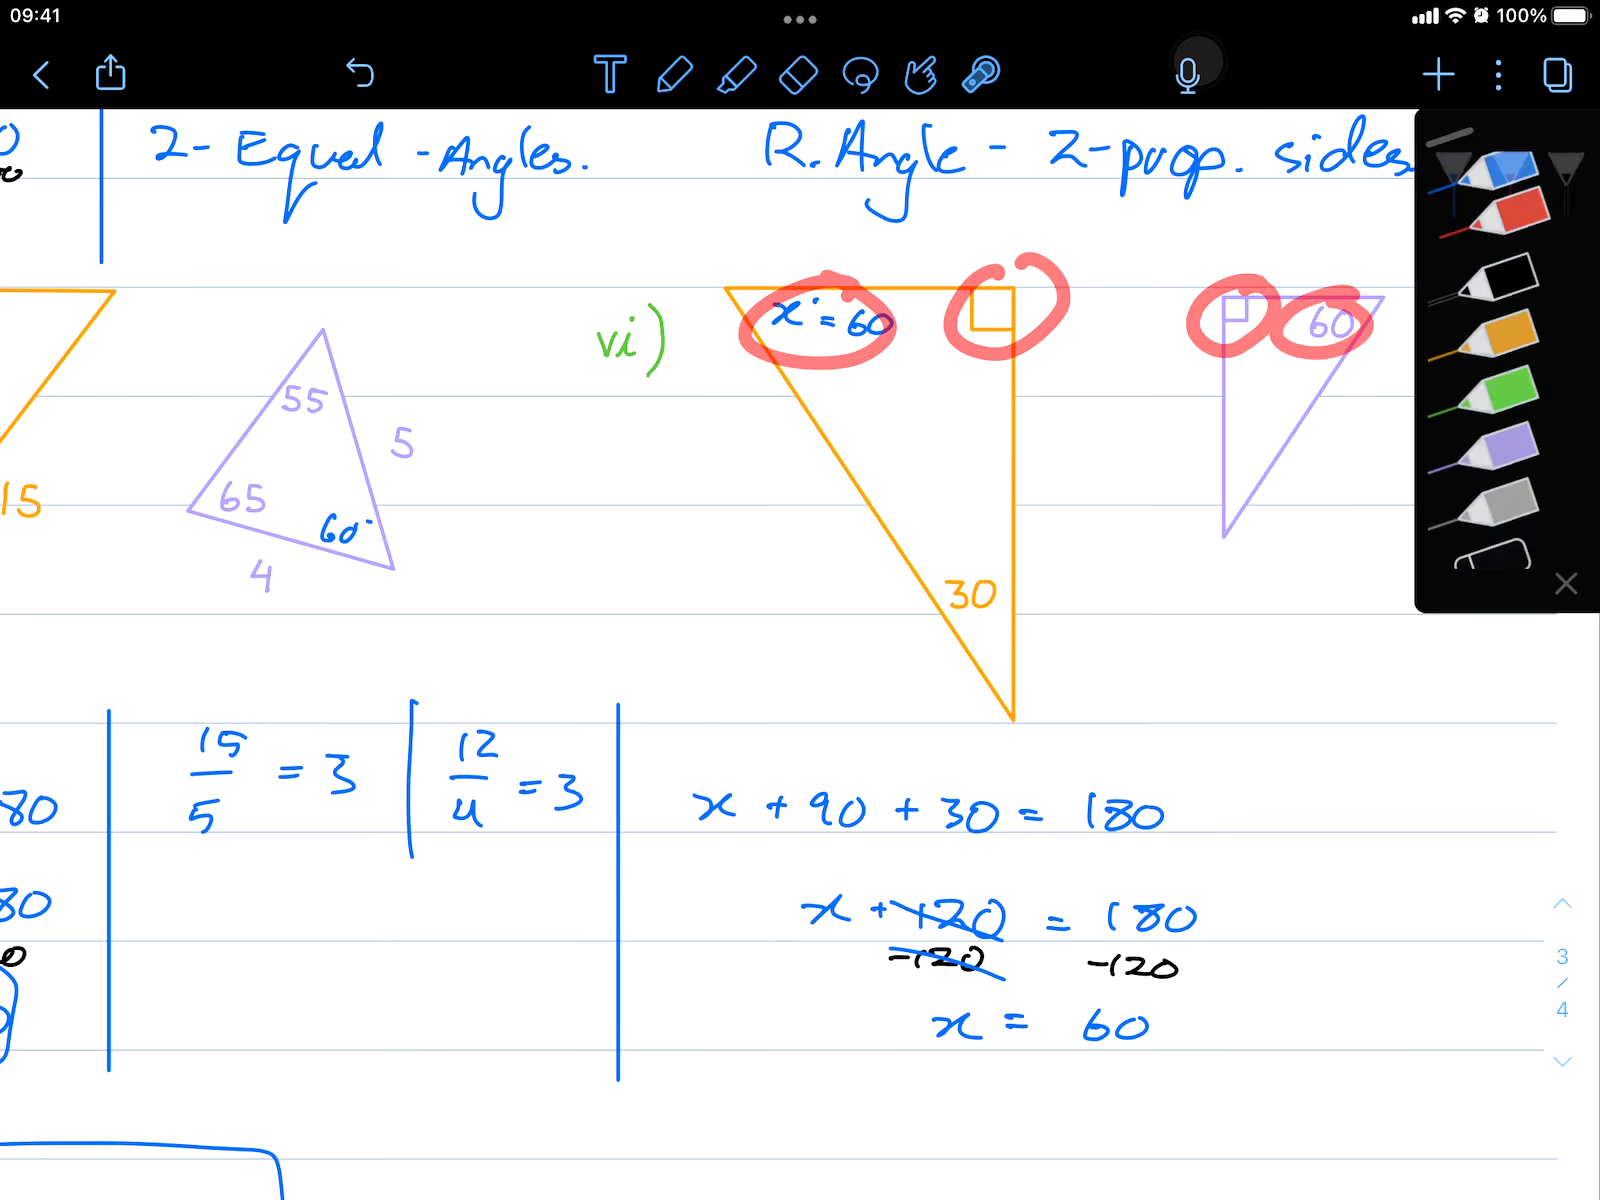 09:41
100%
2- Equal -Angles.
R. Angle - 2-prop. sides
vi)
x° = 60
60
55
5
65
60°
4
15
30
15/5 = 3
12/4 = 3
80
x + 90 + 30 = 180
80
x + 120 = 180
-120 -120
x = 60
3
/
4